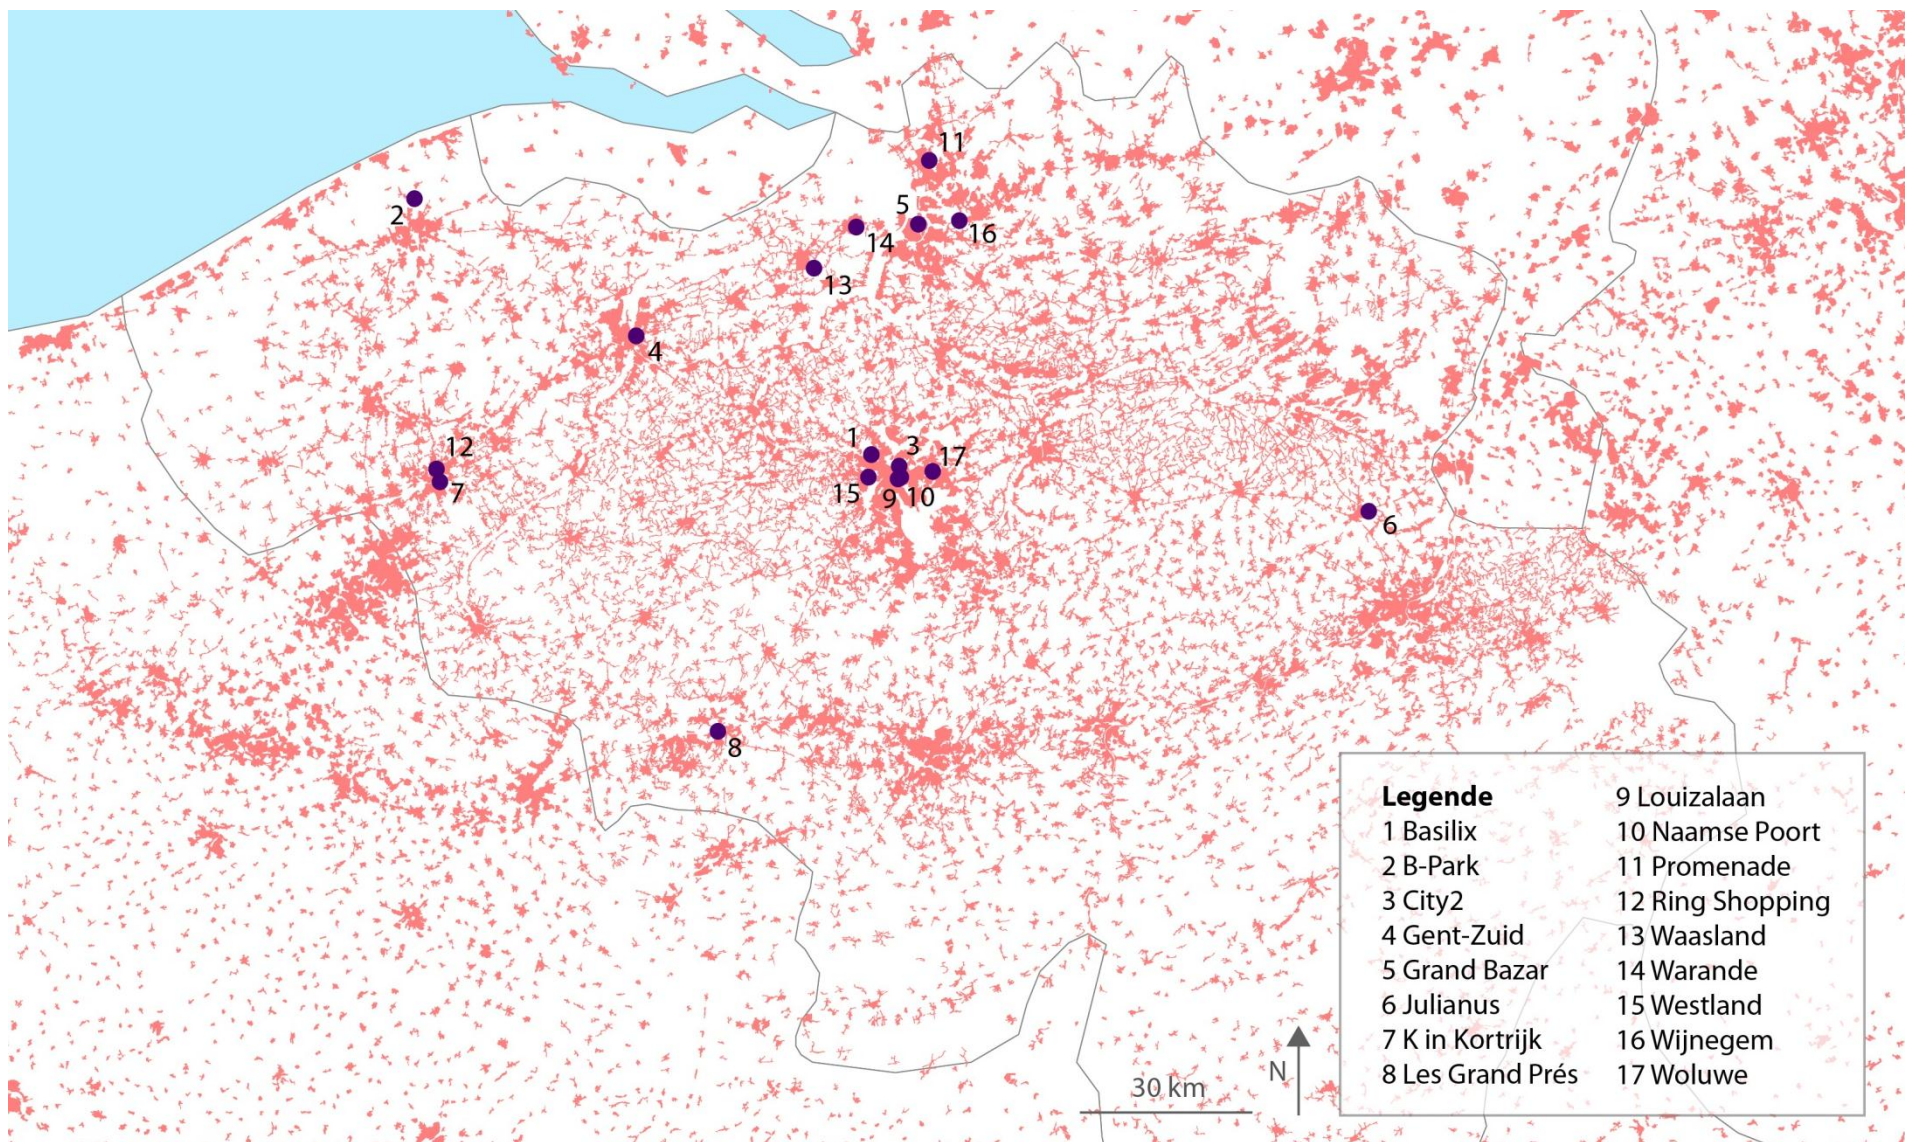 11
5
2
16
14
13
4
12
1
3
17
7
15
9
10
6
8
30 km
N
Legende
1 Basilix
2 B-Park
3 City2
4 Gent-Zuid
5 Grand Bazar
6 Julianus
7 K in Kortrijk
8 Les Grand Prés
9 Louizalaan
10 Naamse Poort
11 Promenade
12 Ring Shopping
13 Waasland
14 Warande
15 Westland
16 Wijnegem
17 Woluwe